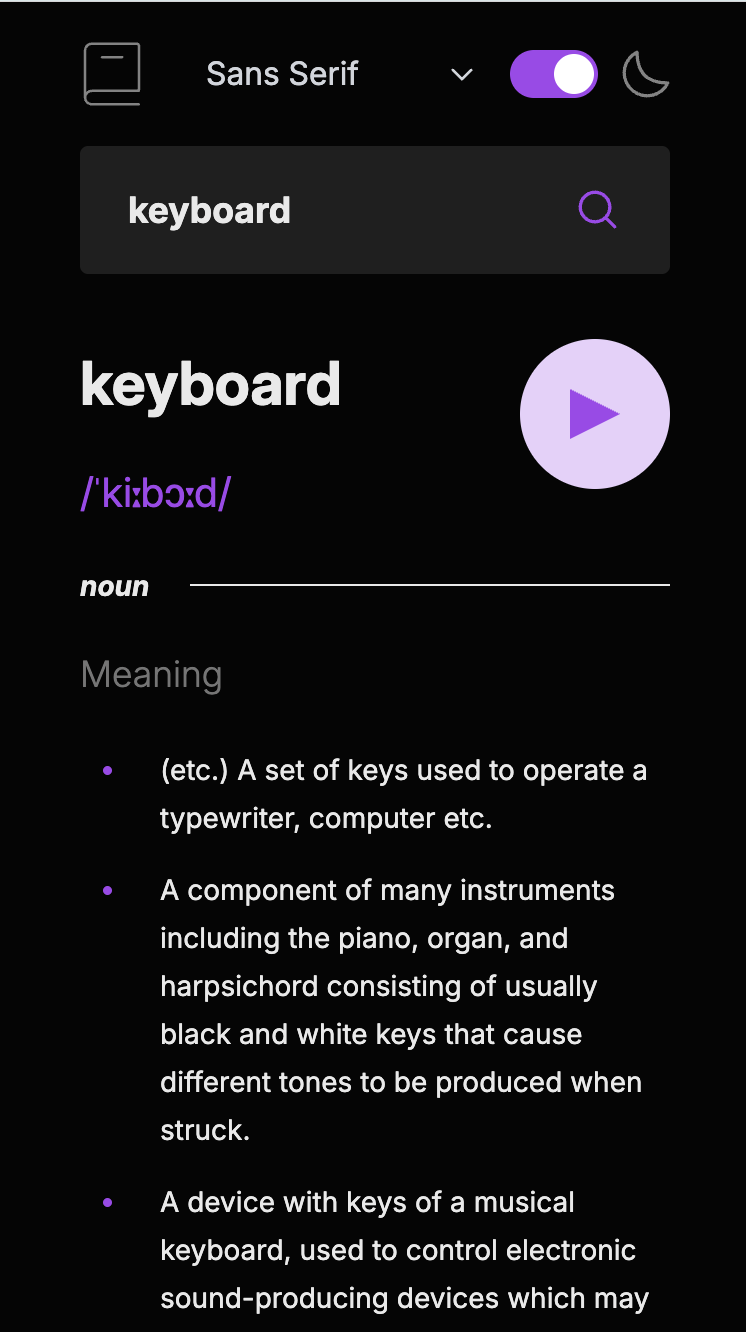 Sans Serif
keyboard
keyboard
/ˈkiːbɔːd/
noun
Meaning
(etc.) A set of keys used to operate a
typewriter, computer etc.
A component of many instruments
including the piano, organ, and
harpsichord consisting of usually
black and white keys that cause
different tones to be produced when
struck.
A device with keys of a musical
keyboard, used to control electronic
sound-producing devices which may